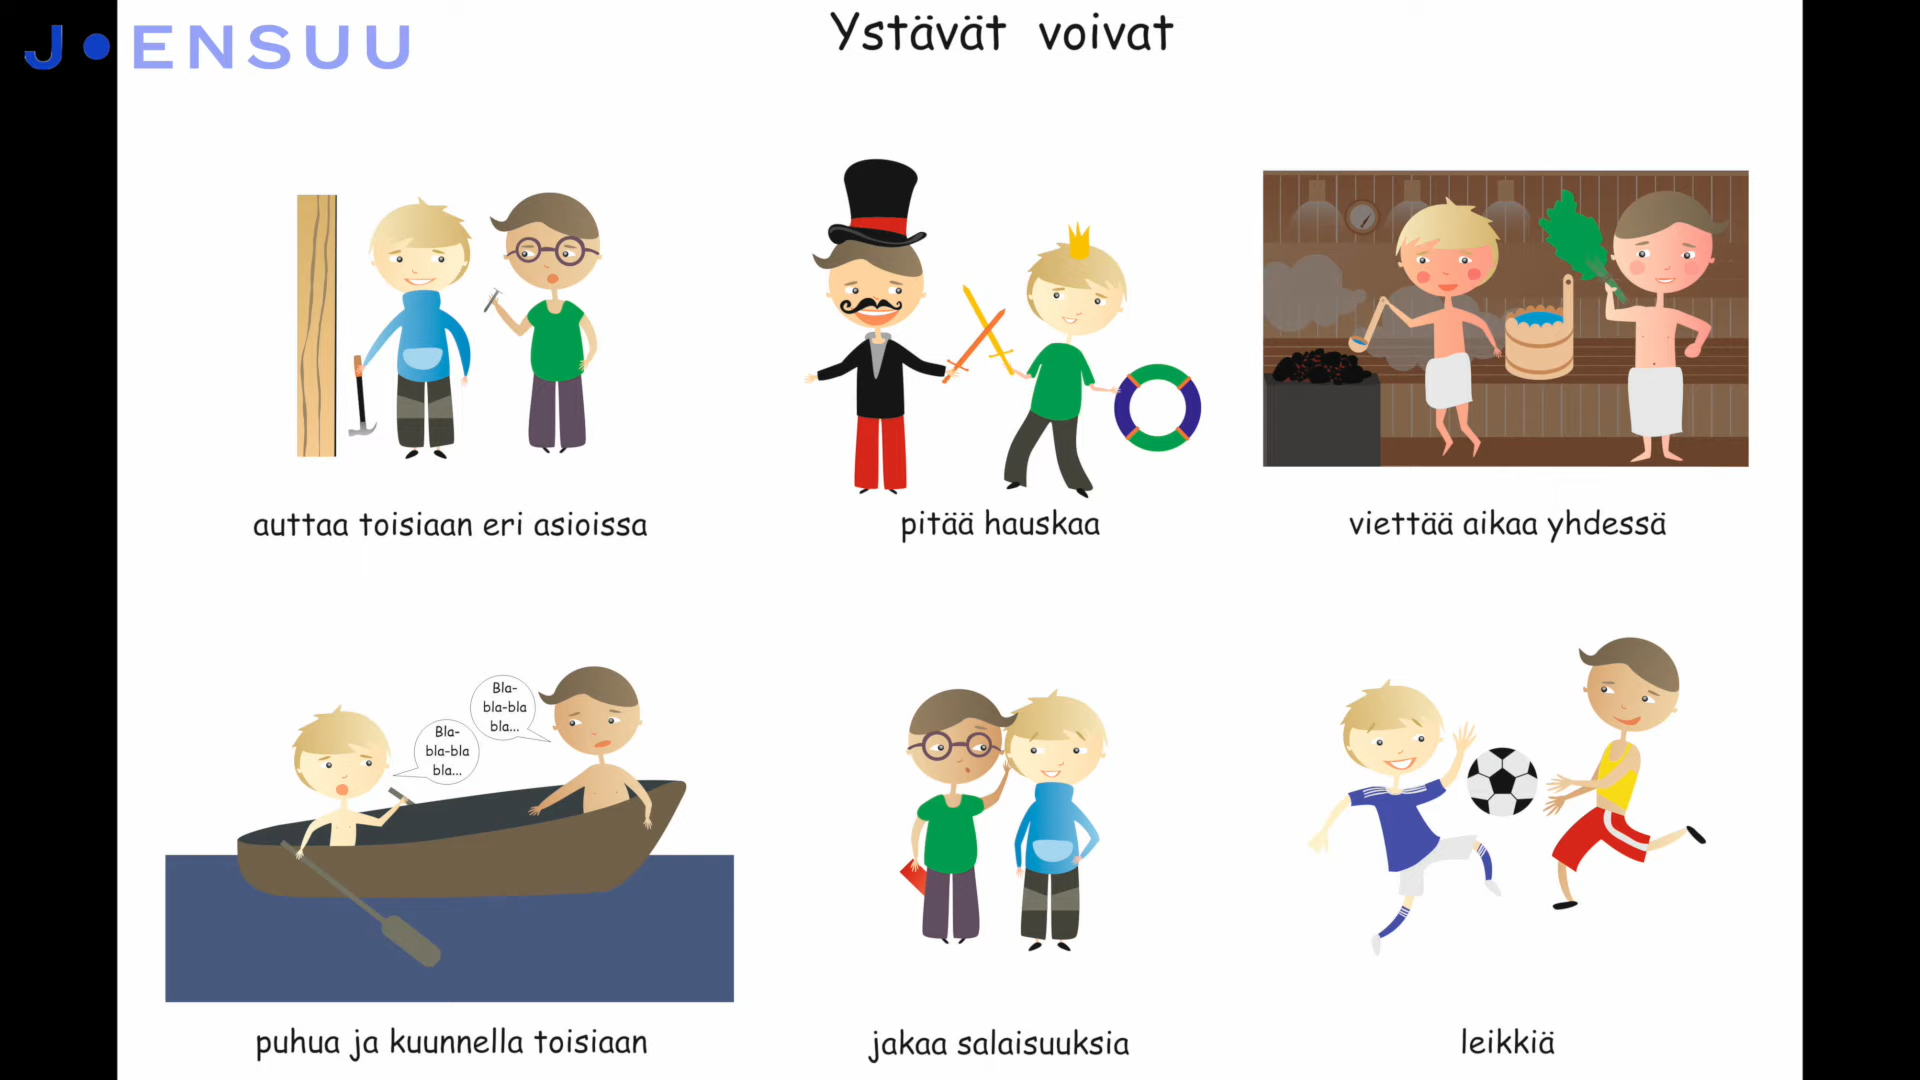 J•ENSUU
Ystävät voivat
auttaa toisiaan eri asioissa
pitää hauskaa
viettää aikaa yhdessä
Bla-
bla-bla
bla...
Bla-
bla-bla
bla...
puhua ja kuunnella toisiaan
jakaa salaisuuksia
leikkiä